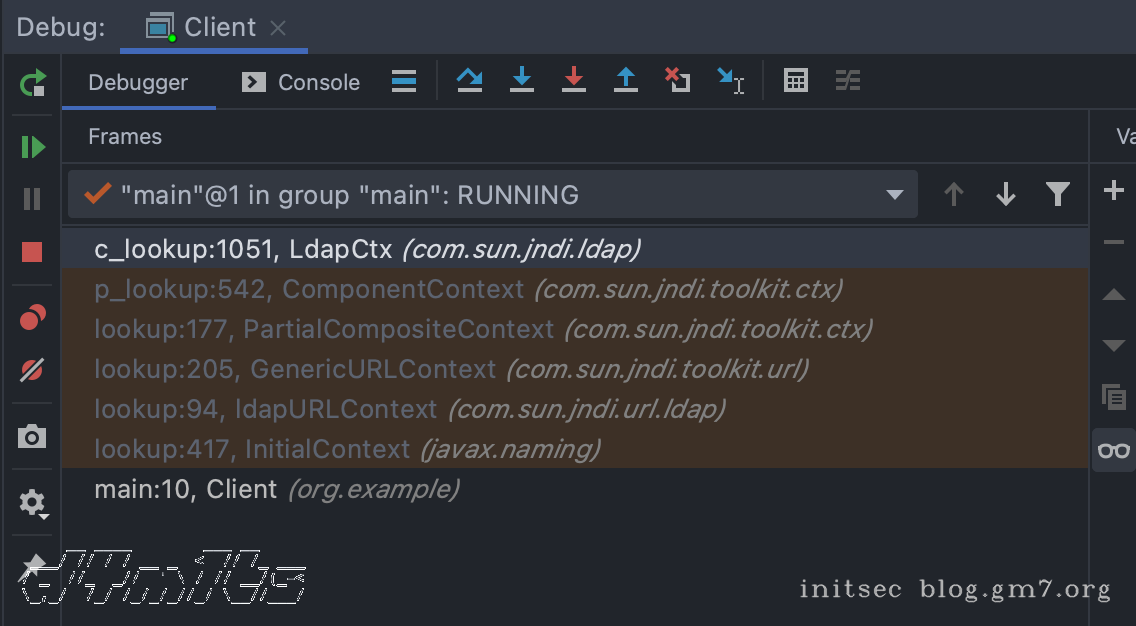 Debug: Client
Debugger Console
Frames Va
"main"@1 in group "main": RUNNING
c_lookup:1051, LdapCtx (com.sun.jndi.ldap)
p_lookup:542, ComponentContext (com.sun.jndi.toolkit.ctx)
lookup:177, PartialCompositeContext (com.sun.jndi.toolkit.ctx)
lookup:205, GenericURLContext (com.sun.jndi.toolkit.url)
lookup:94, ldapURLContext (com.sun.jndi.url.ldap)
lookup:417, InitialContext (javax.naming)
main:10, Client (org.example)
initsec blog.gm7.org